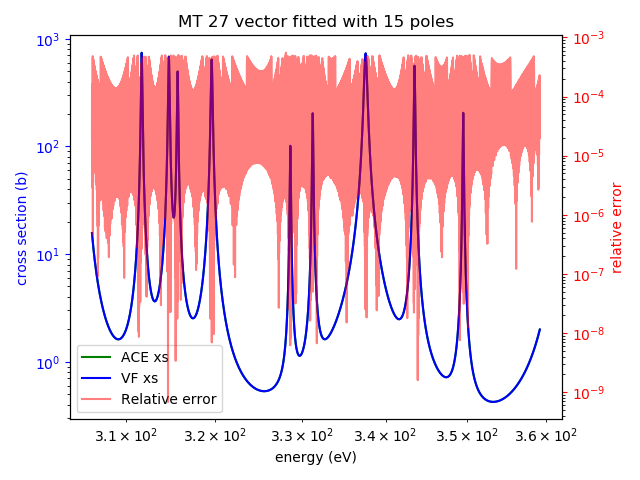 MT 27 vector fitted with 15 poles
10³
10²
10¹
10⁰
cross section (b)
10⁻³
10⁻⁴
10⁻⁵
10⁻⁶
10⁻⁷
10⁻⁸
10⁻⁹
relative error
ACE xs
VF xs
Relative error
3.1 × 10² 3.2 × 10² 3.3 × 10² 3.4 × 10² 3.5 × 10² 3.6 × 10²
energy (eV)